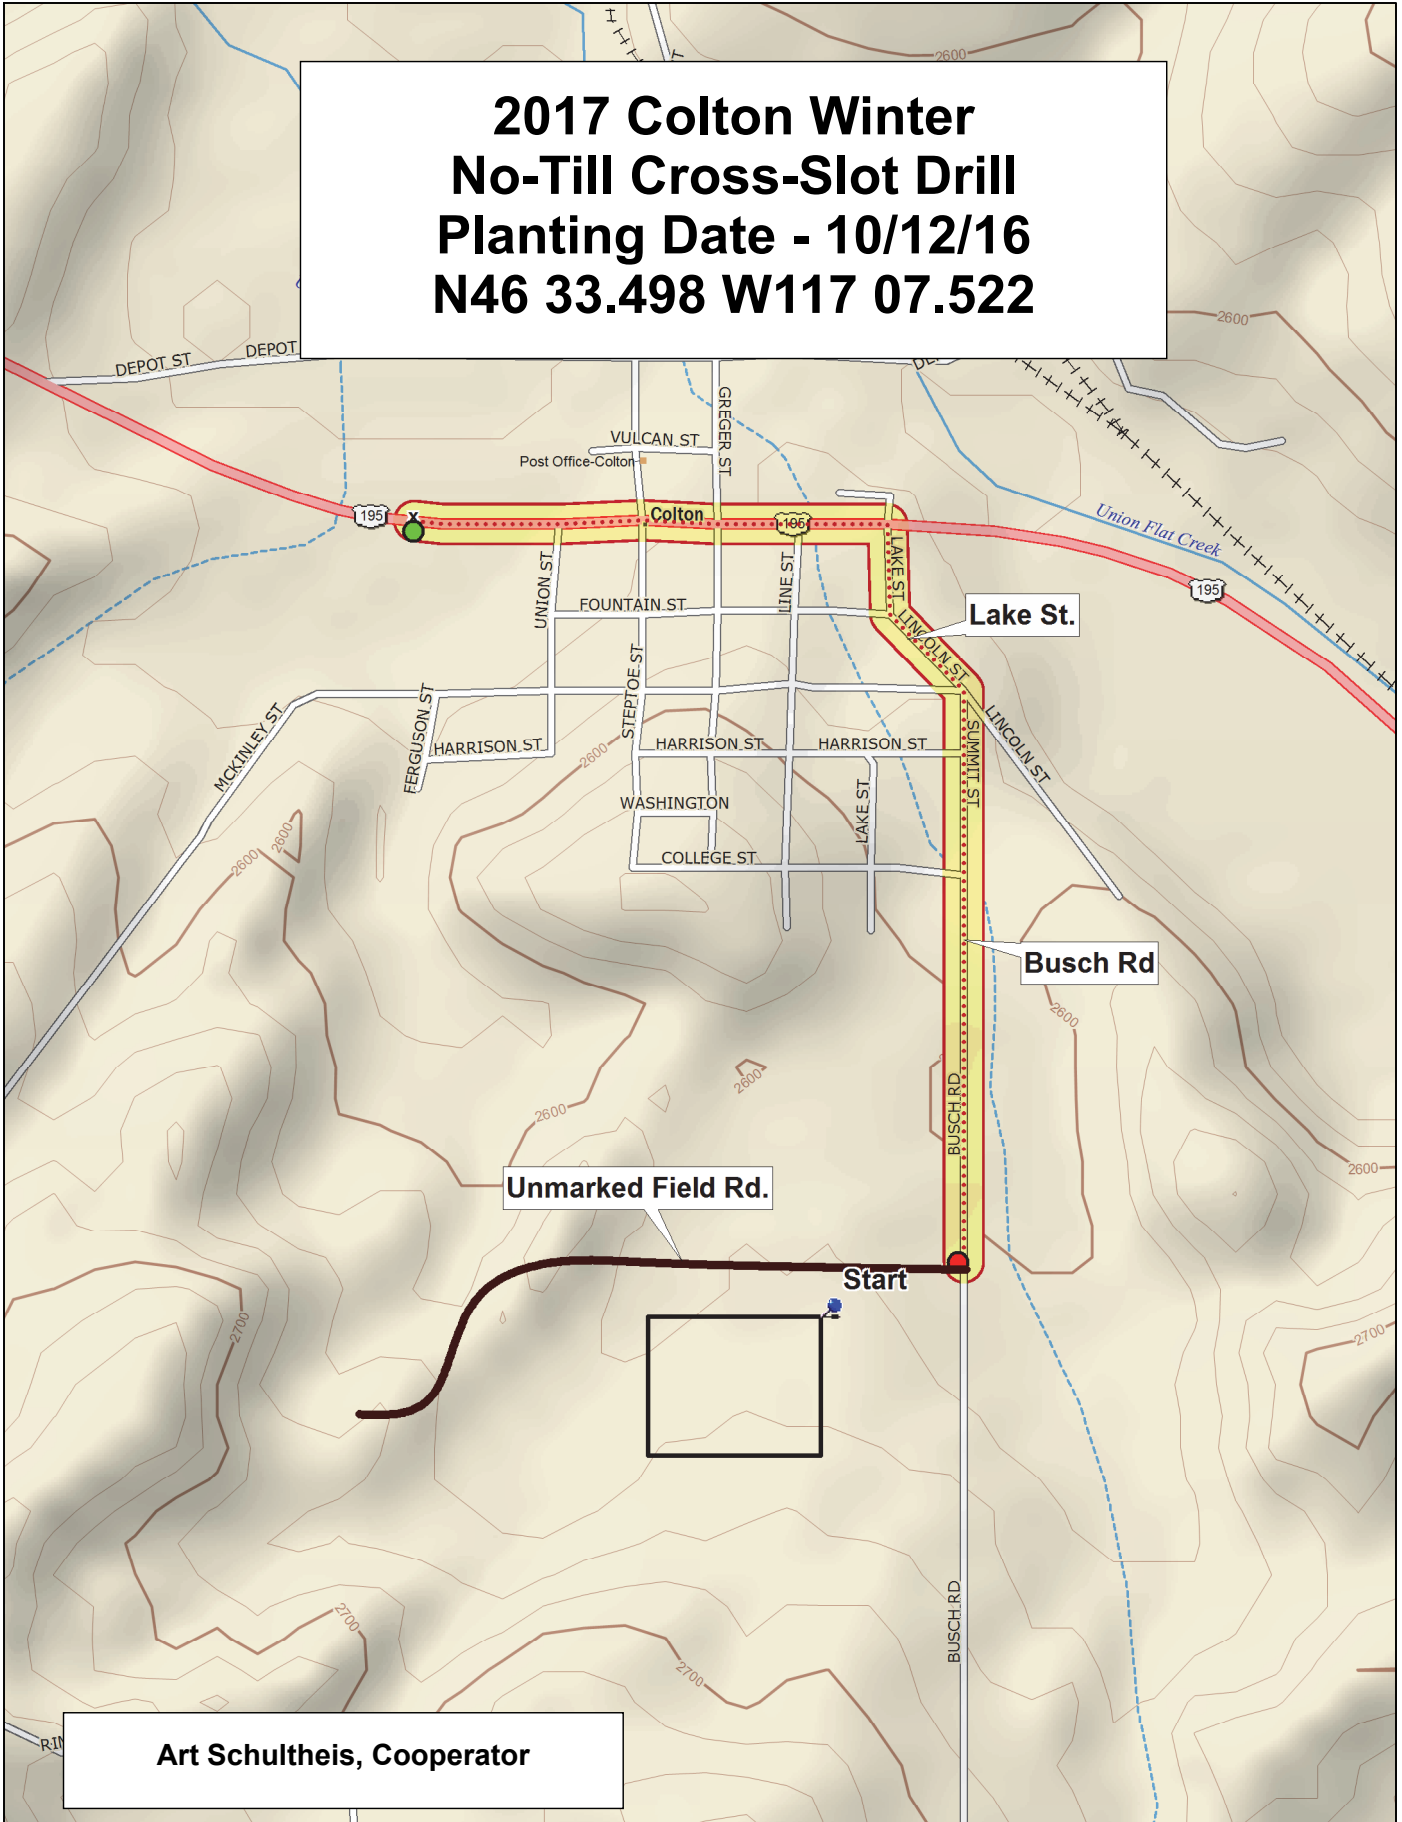 2600
2017 Colton Winter
No-Till Cross-Slot Drill
Planting Date - 10/12/16
N46 33.498 W117 07.522
2600
DEPOT ST
DEPOT
GREGER ST
VULCAN ST
Post Office-Colton
195
Colton
195
Union Flat Creek
195
LAKE ST
UNION ST
LINE ST
FOUNTAIN ST
Lake St.
LINCOLN ST
STEPTOE ST
FERGUSON ST
MCKINLEY ST
HARRISON ST
2600
HARRISON ST
HARRISON ST
SUMMIT ST
LINCOLN ST
WASHINGTON
LAKE ST
2600
2600
COLLEGE ST
Busch Rd
2600
2600
2600
BUSCH RD
2600
Unmarked Field Rd.
Start
2700
2700
BUSCH RD
2700
2700
Art Schultheis, Cooperator